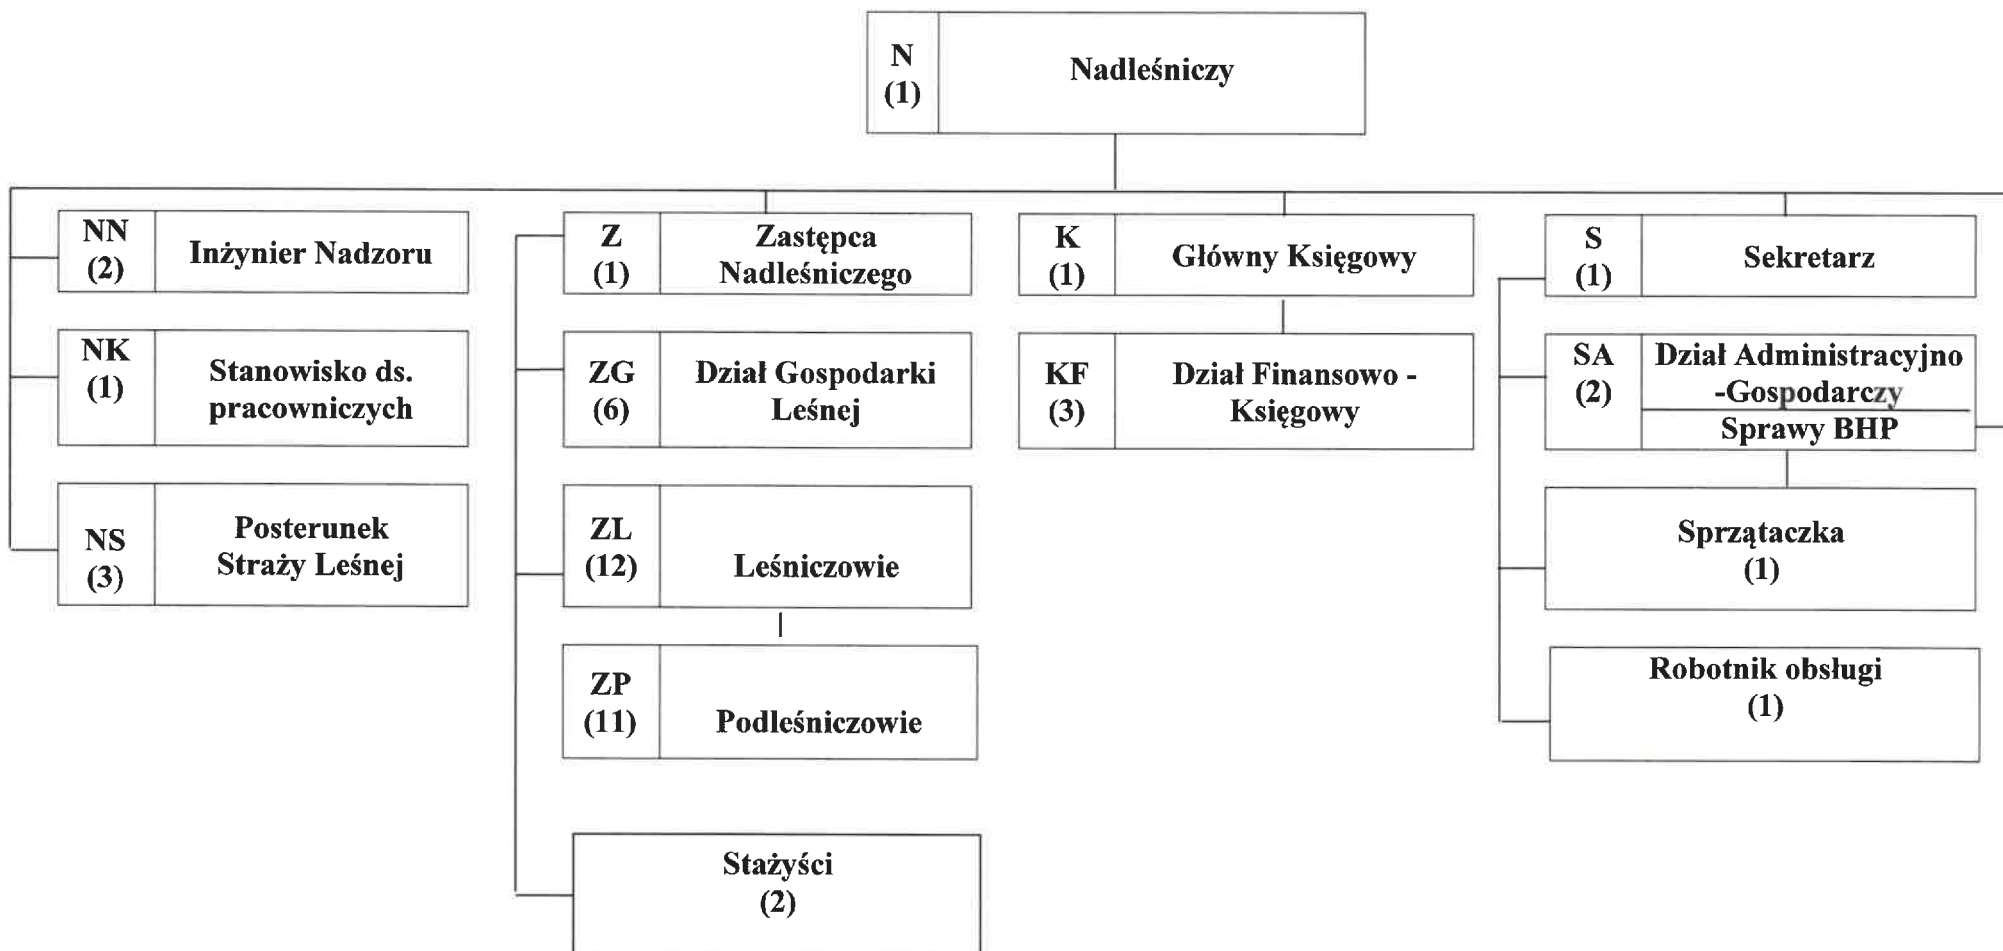 N
(1)
Nadleśniczy
NN
(2)
Inżynier Nadzoru
NK
(1)
Stanowisko ds.
pracowniczych
NS
(3)
Posterunek
Straży Leśnej
Z
(1)
Zastępca
Nadleśniczego
ZG
(6)
Dział Gospodarki
Leśnej
ZL
(12)
Leśniczowie
ZP
(11)
Podleśniczowie
Stażyści
(2)
K
(1)
Główny Księgowy
KF
(3)
Dział Finansowo -
Księgowy
S
(1)
Sekretarz
SA
(2)
Dział Administracyjno
-Gospodarczy
Sprawy BHP
Sprzątaczka
(1)
Robotnik obsługi
(1)